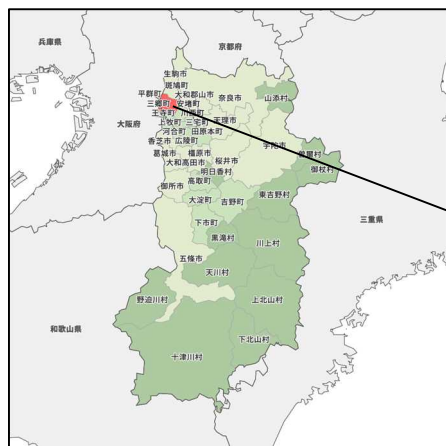 兵庫県
京都府
生駒市
斑鳩町
平群町
大和郡山市
奈良市
山添村
三郷町
安堵町
王寺町
川西町
大阪府
上牧町
三宅町
天理市
河合町
田原本町
香芝市
広陵町
宇陀市
曽爾村
葛城市
橿原市
桜井市
大和高田市
明日香村
御杖村
御所市
高取町
東吉野村
大淀町
吉野町
三重県
下市町
黒滝村
川上村
五條市
天川村
野迫川村
上北山村
和歌山県
下北山村
十津川村